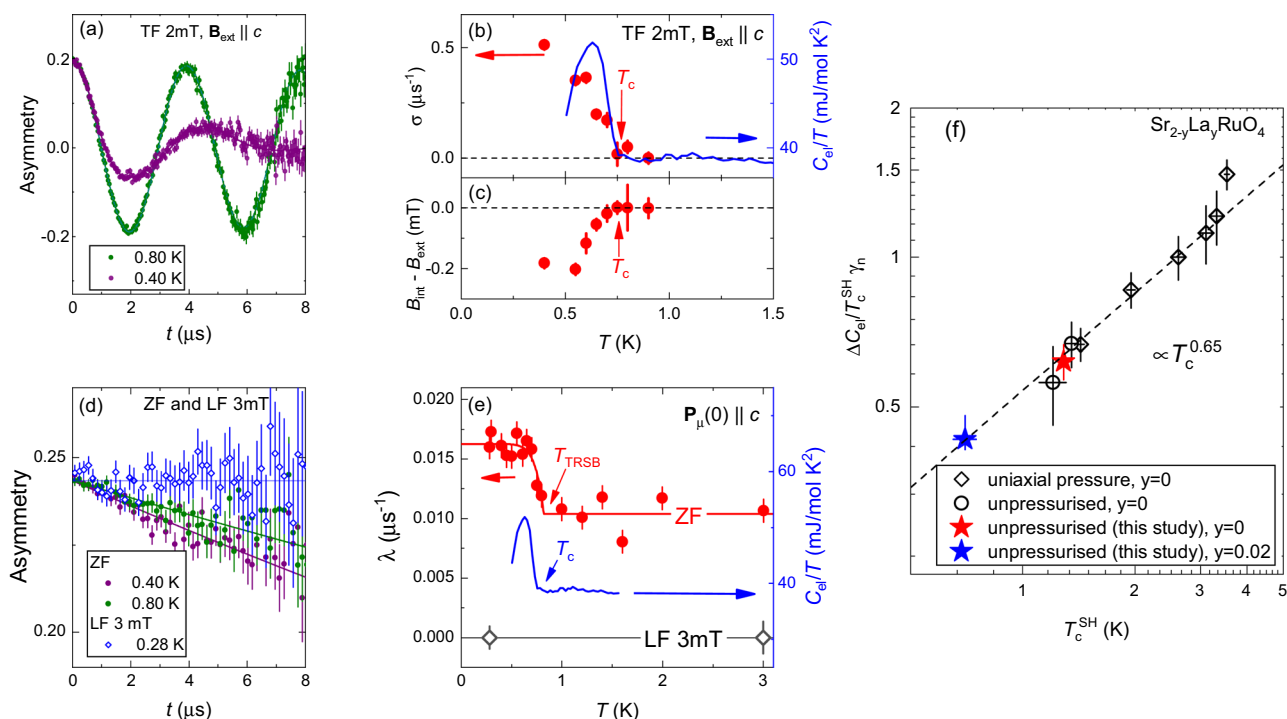 (a)
TF 2mT, Bext || c
Asymmetry
0.2
0.0
-0.2
0.80 K
0.40 K
0 2 4 6 8
t (μs)
(b)
TF 2mT, Bext || c
σ (μs-1)
0.5
0.0
Tc
50
40
Cel/T (mJ/mol K2)
(c)
Bint - Bext (mT)
0.0
-0.2
Tc
0.0 0.5 1.0 1.5
T (K)
(d)
ZF and LF 3mT
Asymmetry
0.25
0.20
ZF
0.40 K
0.80 K
LF 3 mT
0.28 K
0 1 2 3 4 5 6 7 8
t (μs)
(e)
Pμ(0) || c
λ (μs-1)
0.020
0.015
0.010
0.005
0.000
TTRSB
ZF
Tc
LF 3mT
60
40
Cel/T (mJ/mol K2)
0 1 2 3
T (K)
(f)
Sr2-yLayRuO4
ΔCel/TcSH γn
2
1.5
1
0.5
∝Tc0.65
uniaxial pressure, y=0
unpressurised, y=0
unpressurised (this study), y=0
unpressurised (this study), y=0.02
1 2 3 4 5
TcSH (K)